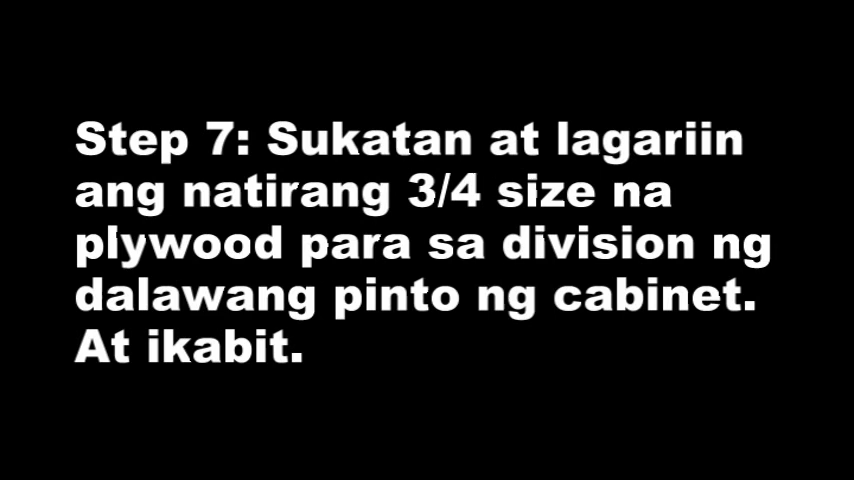 Step 7: Sukatan at lagariin
ang natirang 3/4 size na
plywood para sa division ng
dalawang pinto ng cabinet.
At ikabit.